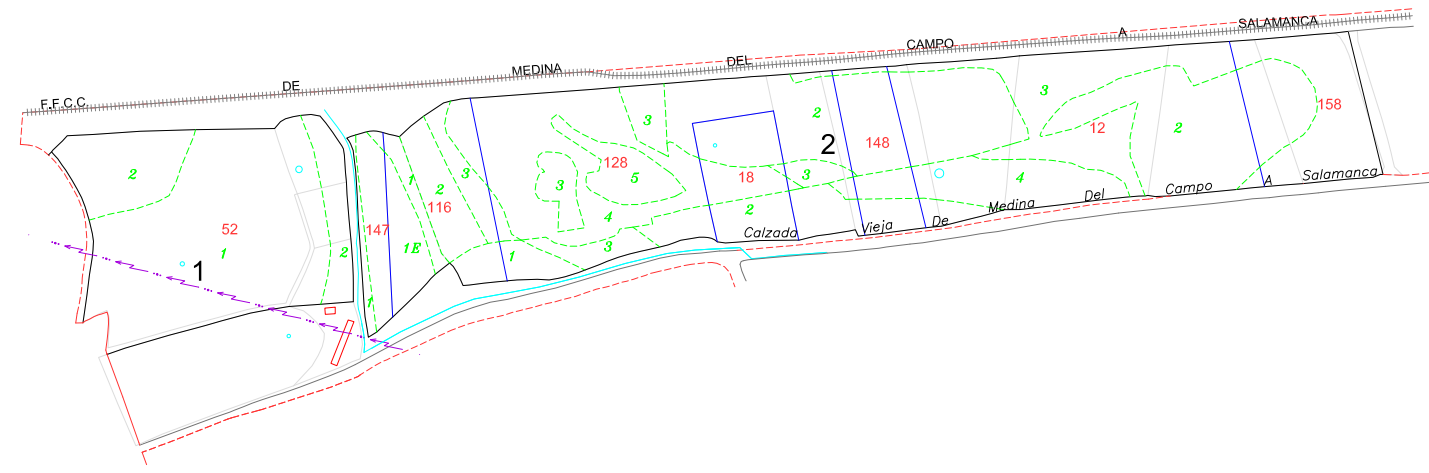 F.F.C.C. DE MEDINA DEL CAMPO A SALAMANCA
2 52 1 1 2
147 1 1 116 2 3 1E 1
128 3 3 5 4 3
18 2 3 2 2
148
12 3 4 2
158
Calzada Vieja De Medina Del Campo A Salamanca